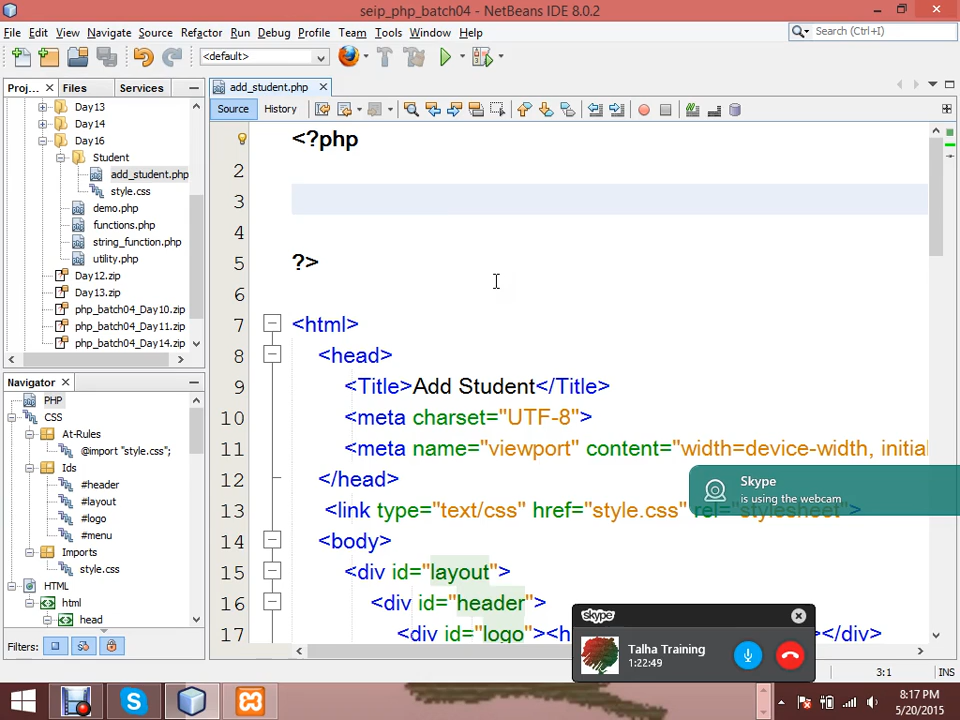 seip_php_batch04 - NetBeans IDE 8.0.2
File Edit View Navigate Source Refactor Run Debug Profile Team Tools Window Help
Search (Ctrl+I)
<default>
Proj... Files Services
add_student.php
Source History
Day13
Day14
Day16
Student
add_student.php
style.css
demo.php
functions.php
string_function.php
utility.php
Day12.zip
Day13.zip
php_batch04_Day10.zip
php_batch04_Day11.zip
php_batch04_Day14.zip
Navigator
PHP
CSS
At-Rules
@import "style.css";
Ids
#header
#layout
#logo
#menu
Imports
style.css
HTML
html
head
Filters:
<?php
2
3
4
5 ?>
6
7 <html>
8 <head>
9 <Title>Add Student</Title>
10 <meta charset="UTF-8">
11 <meta name="viewport" content="width=device-width, initial
12 </head>
13 <link type="text/css" href="style.css" rel="stylesheet">
14 <body>
15 <div id="layout">
16 <div id="header">
17 <div id="logo"><h
></div>
Skype
is using the webcam
skype
Talha Training
1:22:49
3:1 INS
8:17 PM
5/20/2015